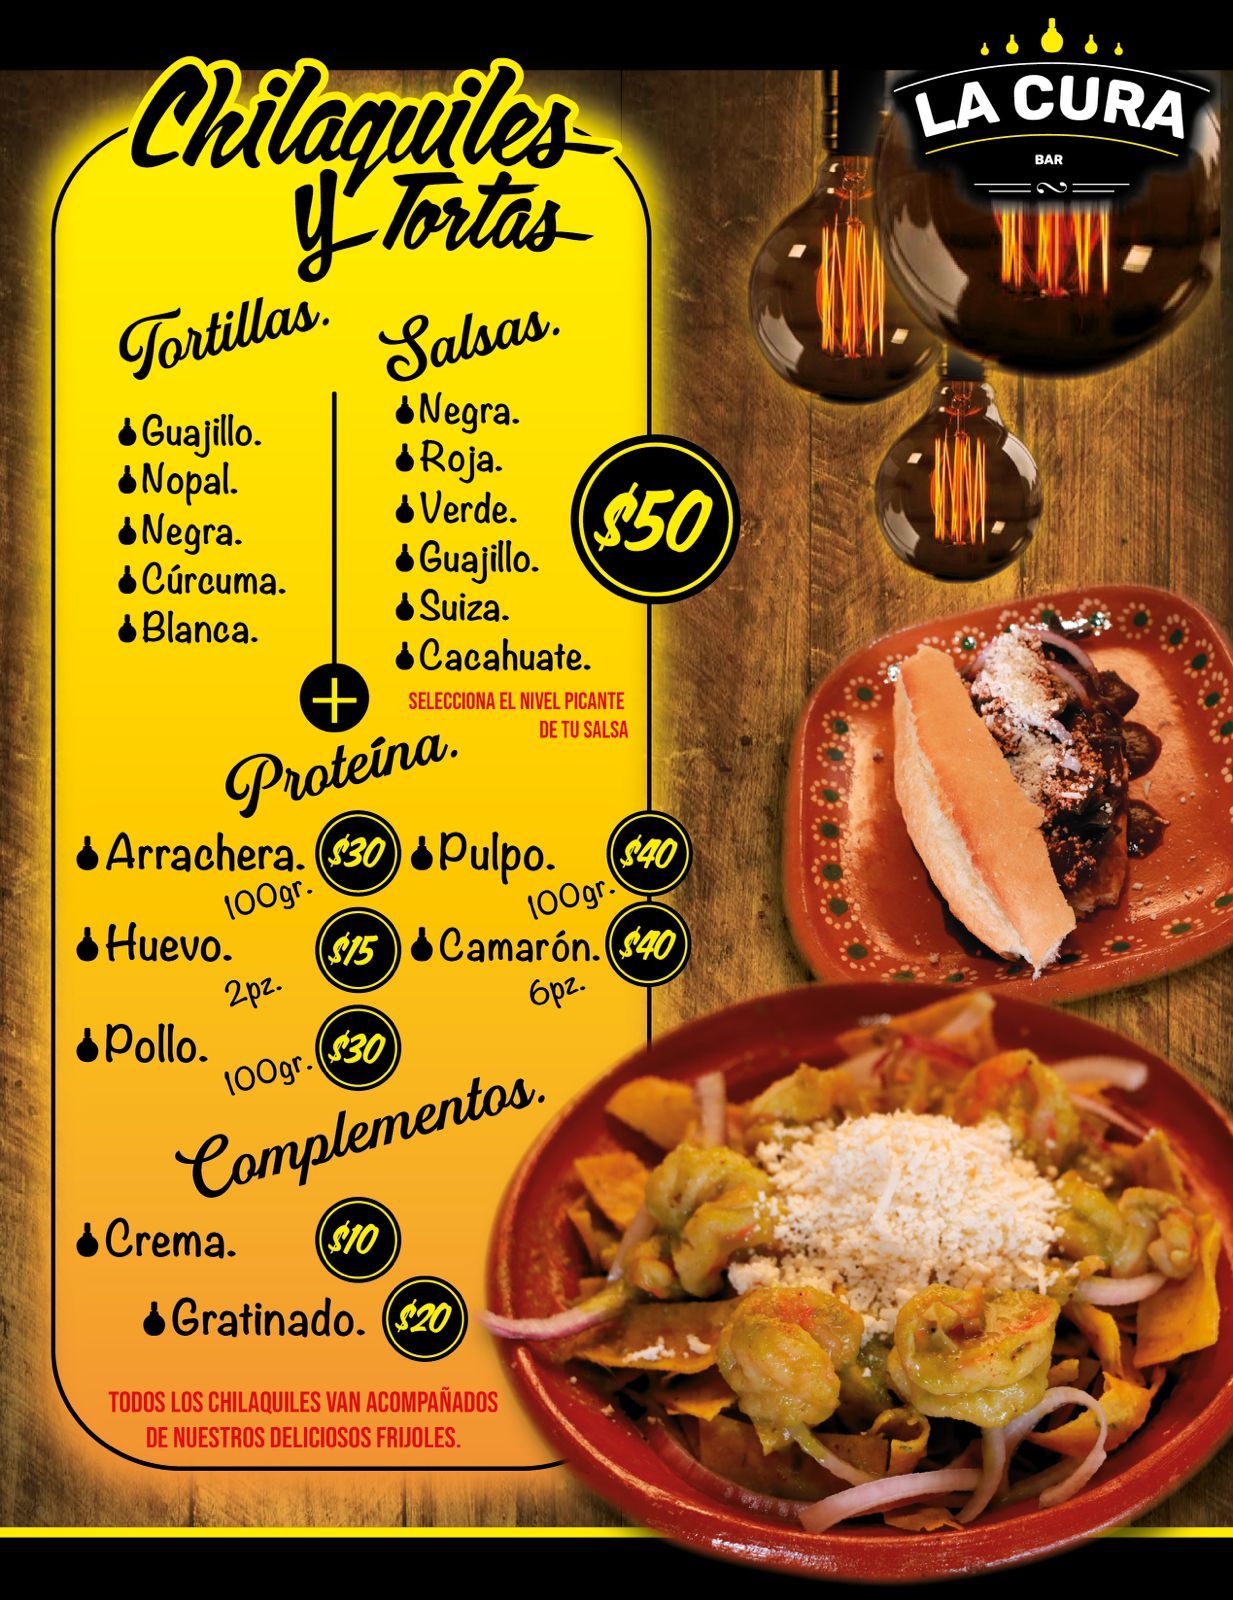 LA CURA
BAR
Chilaquiles
y Tortas
Tortillas.
Guajillo.
Nopal.
Negra.
Cúrcuma.
Blanca.
Salsas.
Negra.
Roja.
Verde.
Guajillo.
Suiza.
Cacahuate.
$50
SELECCIONA EL NIVEL PICANTE
DE TU SALSA
+
Proteína.
Arrachera. $30
100gr.
Pulpo. $40
100gr.
Huevo. $15
2pz.
Camarón. $40
6pz.
Pollo. $30
100gr.
Complementos.
Crema. $10
Gratinado. $20
TODOS LOS CHILAQUILES VAN ACOMPAÑADOS
DE NUESTROS DELICIOSOS FRIJOLES.